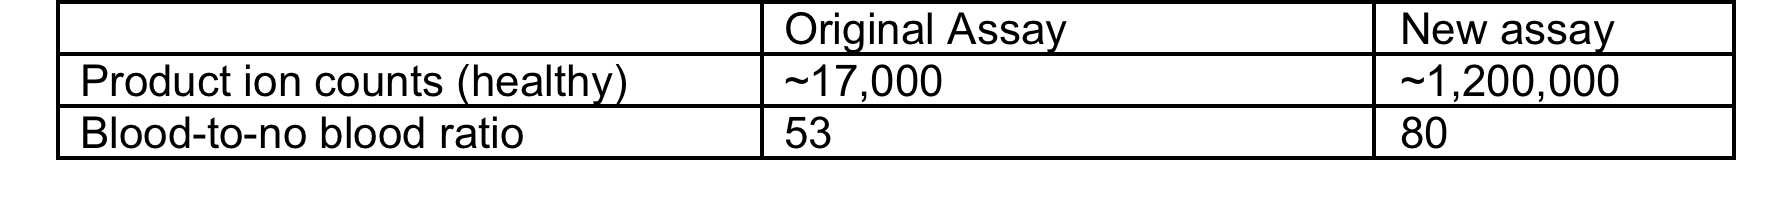 Original Assay New assay
Product ion counts (healthy) ~17,000 ~1,200,000
Blood-to-no blood ratio 53 80